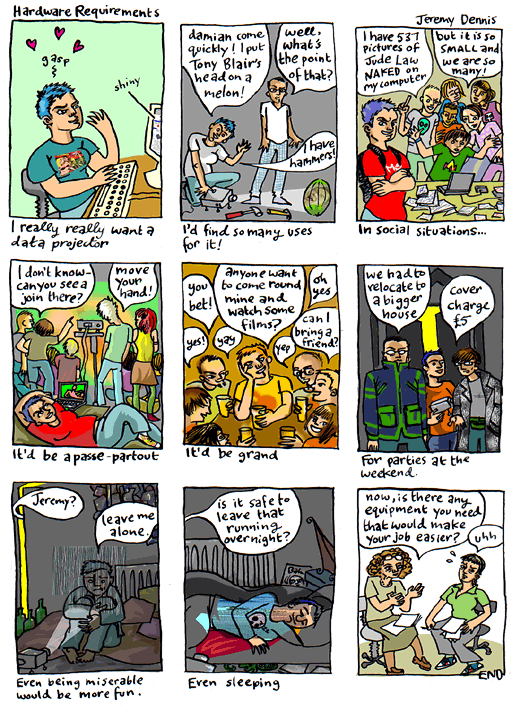 Hardware Requirements
Jeremy Dennis
gasp
shiny
I really really want a
data projector
damian come
quickly! I put
Tony Blair's
head on a
melon!
well,
what's
the point
of that?
I have
hammers!
I'd find so many uses
for it!
I have 537
pictures of
Jude Law
NAKED on
my computer
but it is so
SMALL and
we are so
many!
In social situations...
I don't know-
can you see a
join there?
move
your
hand!
It'd be a passe-partout
you
bet!
anyone want
to come round
mine and
watch some
films?
oh
yes
yes!
yay
yep
can I
bring a
friend?
It'd be grand
we had to
relocate to
a bigger
house
Cover
charge
£5
For parties at the
weekend.
Jeremy?
leave me
alone.
Even being miserable
would be more fun.
is it safe to
leave that
running
overnight?
Even sleeping
now, is there any
equipment you need
that would make
your job easier?
uhh
END